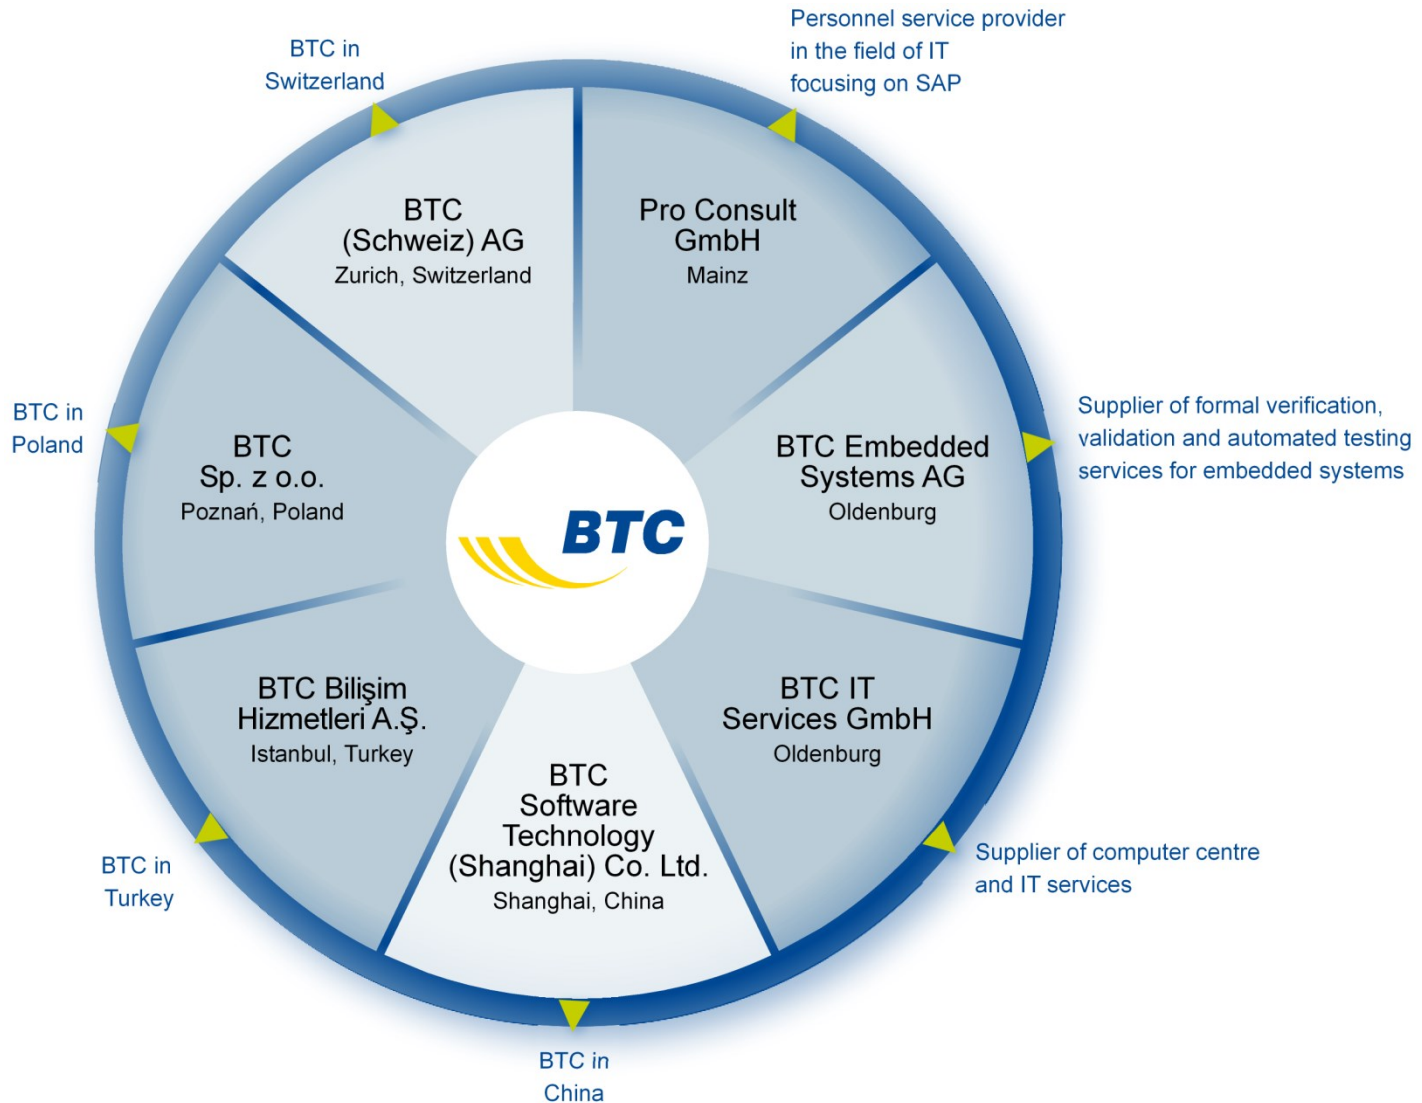 Personnel service provider
in the field of IT
focusing on SAP
BTC in
Switzerland
BTC
(Schweiz) AG
Zurich, Switzerland
Pro Consult
GmbH
Mainz
BTC in
Poland
BTC
Sp. z o.o.
Poznań, Poland
BTC Embedded
Systems AG
Oldenburg
Supplier of formal verification,
validation and automated testing
services for embedded systems
BTC
BTC Bilişim
Hizmetleri A.Ş.
Istanbul, Turkey
BTC IT
Services GmbH
Oldenburg
BTC
Software
Technology
(Shanghai) Co. Ltd.
Shanghai, China
BTC in
Turkey
Supplier of computer centre
and IT services
BTC in
China